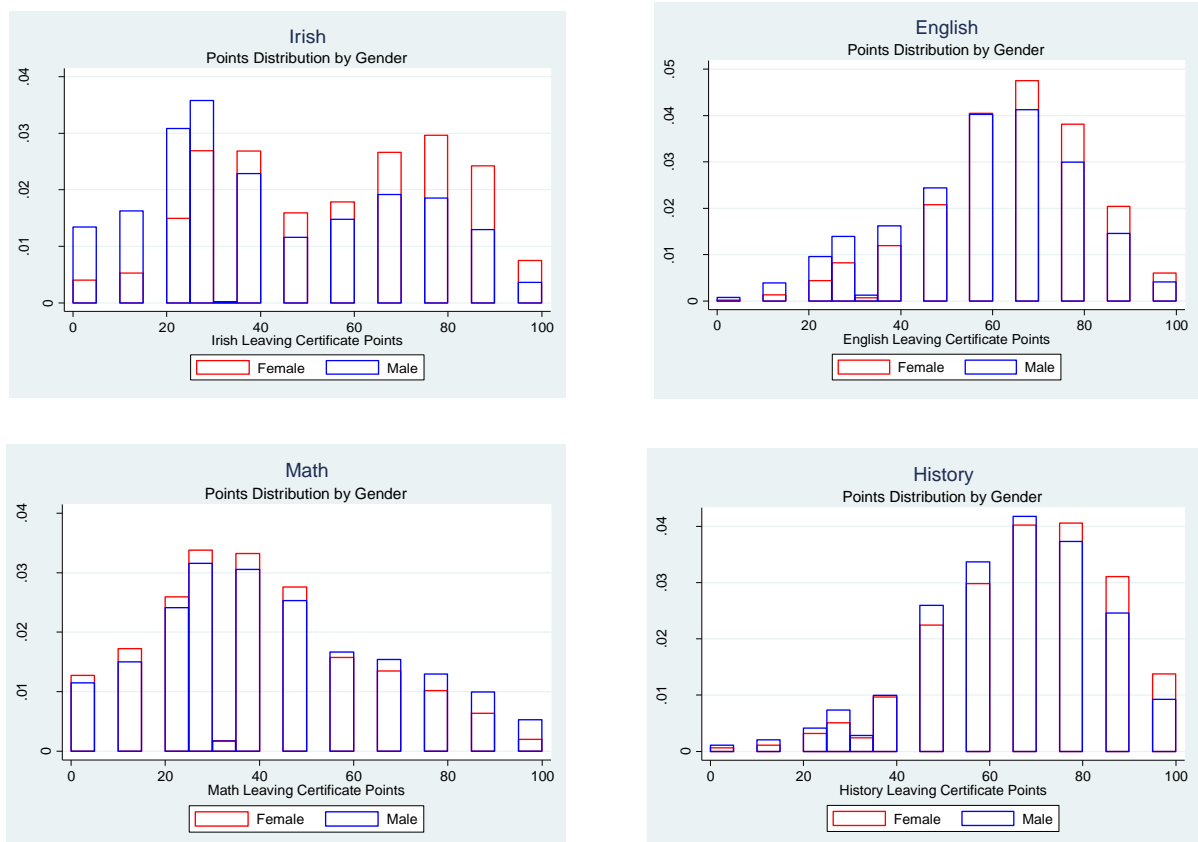 Irish
Points Distribution by Gender
.04
.03
.02
.01
0
0 20 40 60 80 100
Irish Leaving Certificate Points
Female Male
English
Points Distribution by Gender
.05
.04
.03
.02
.01
0
0 20 40 60 80 100
English Leaving Certificate Points
Female Male
Math
Points Distribution by Gender
.04
.03
.02
.01
0
0 20 40 60 80 100
Math Leaving Certificate Points
Female Male
History
Points Distribution by Gender
.04
.03
.02
.01
0
0 20 40 60 80 100
History Leaving Certificate Points
Female Male